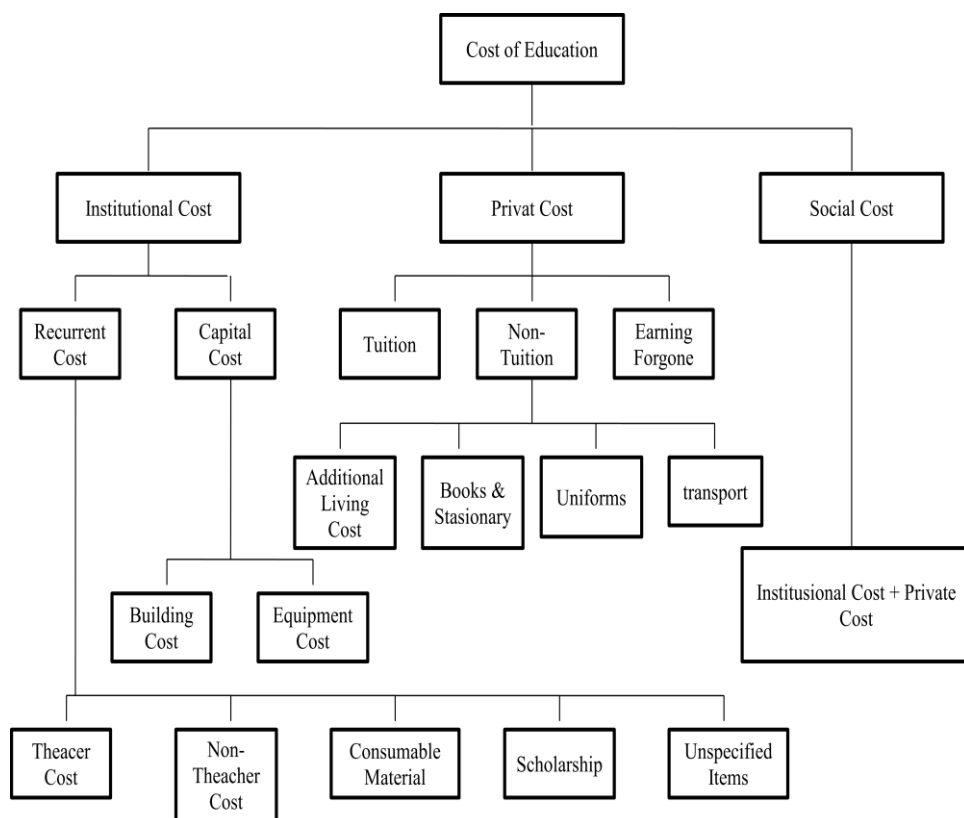 Cost of Education
Institutional Cost
Privat Cost
Social Cost
Recurrent
Cost
Capital
Cost
Tuition
Non-
Tuition
Earning
Forgone
Additional
Living
Cost
Books &
Stasionary
Uniforms
transport
Institusional Cost + Private
Cost
Building
Cost
Equipment
Cost
Theacer
Cost
Non-
Theacher
Cost
Consumable
Material
Scholarship
Unspecified
Items